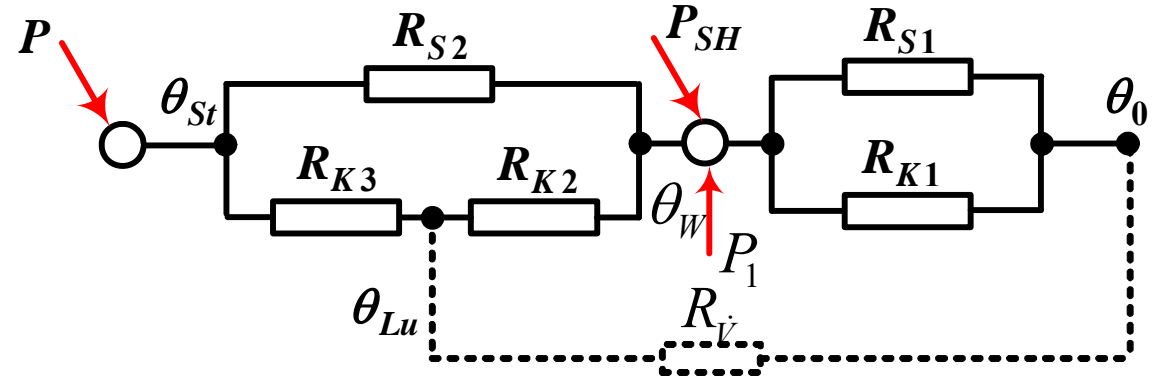 P
θ_St
R_S2
R_K3
R_K2
θ_Lu
P_SH
θ_W
P_1
R_V̇
R_S1
R_K1
θ_0